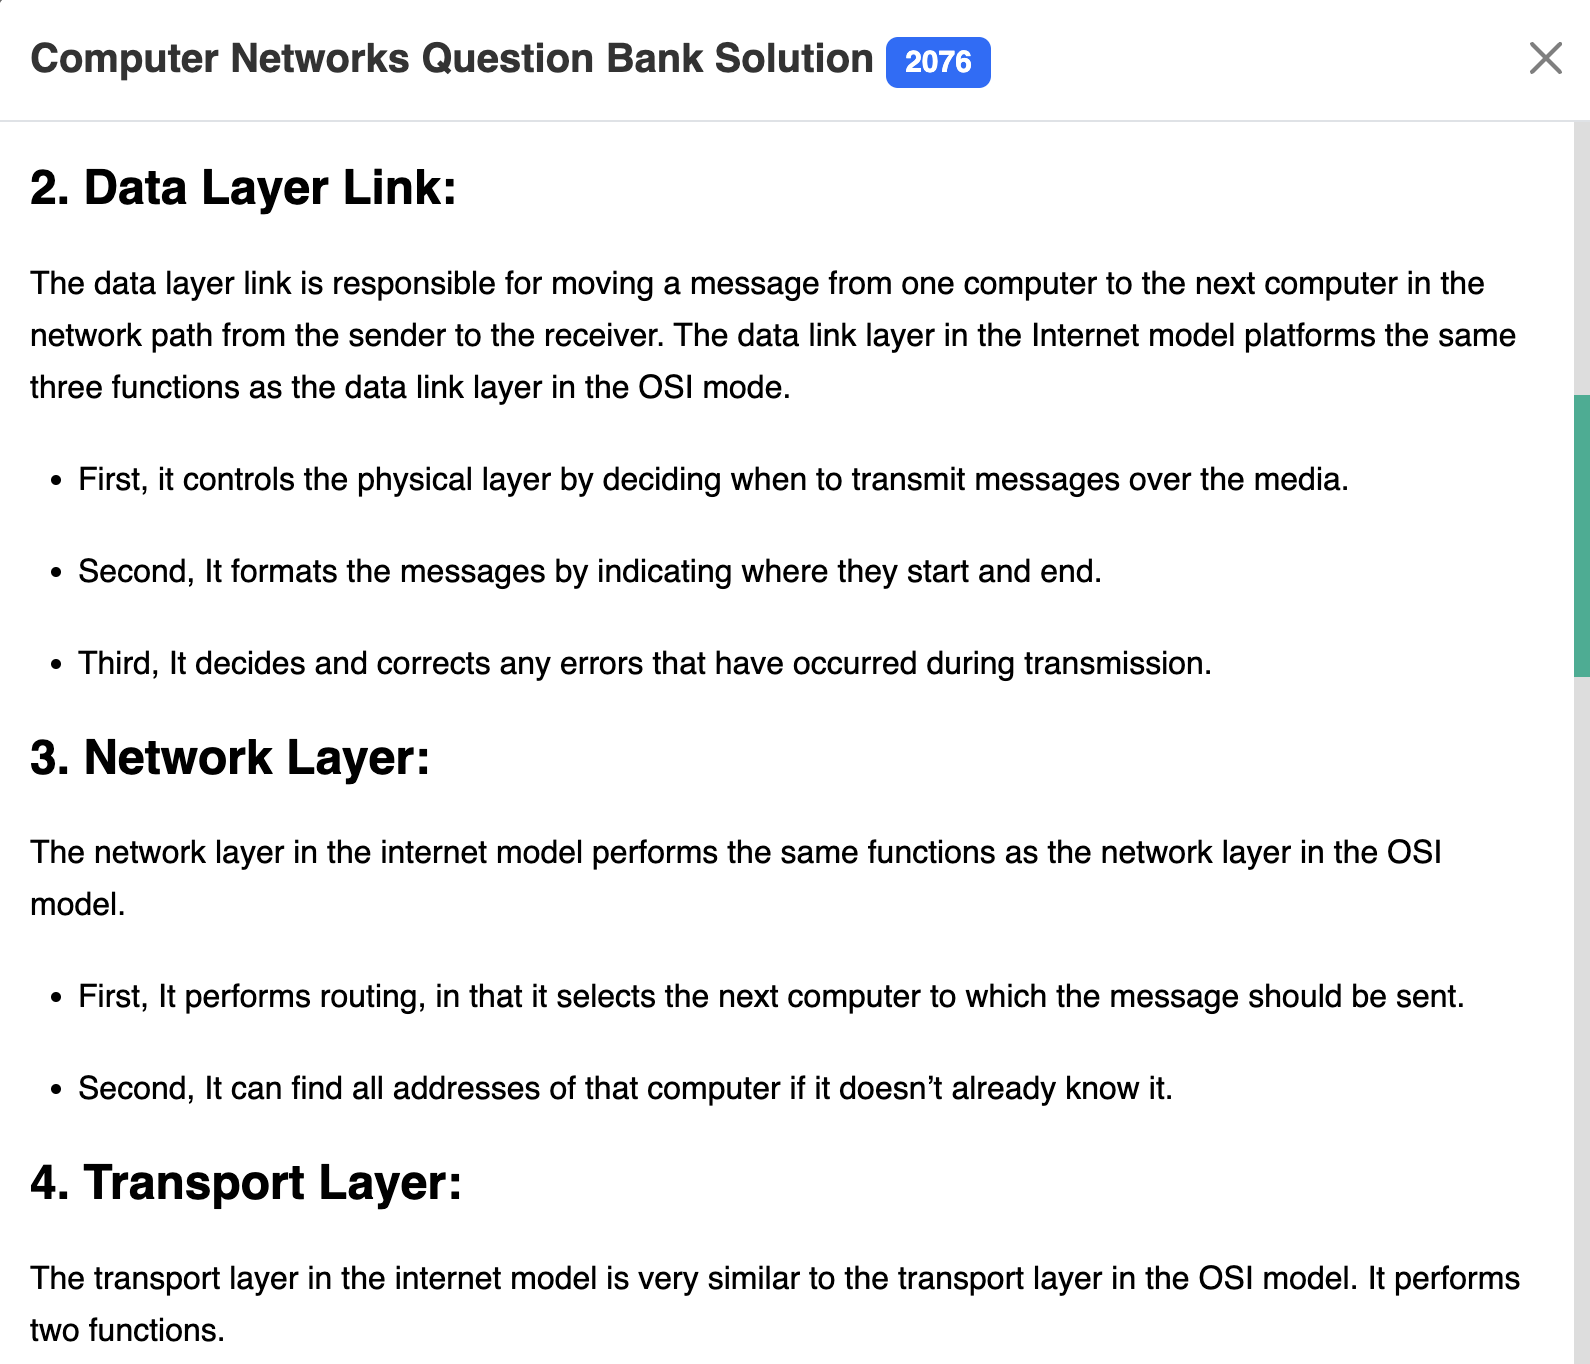 Computer Networks Question Bank Solution 2076
2. Data Layer Link:
The data layer link is responsible for moving a message from one computer to the next computer in the
network path from the sender to the receiver. The data link layer in the Internet model platforms the same
three functions as the data link layer in the OSI mode.
• First, it controls the physical layer by deciding when to transmit messages over the media.
• Second, It formats the messages by indicating where they start and end.
• Third, It decides and corrects any errors that have occurred during transmission.
3. Network Layer:
The network layer in the internet model performs the same functions as the network layer in the OSI
model.
• First, It performs routing, in that it selects the next computer to which the message should be sent.
• Second, It can find all addresses of that computer if it doesn’t already know it.
4. Transport Layer:
The transport layer in the internet model is very similar to the transport layer in the OSI model. It performs
two functions.